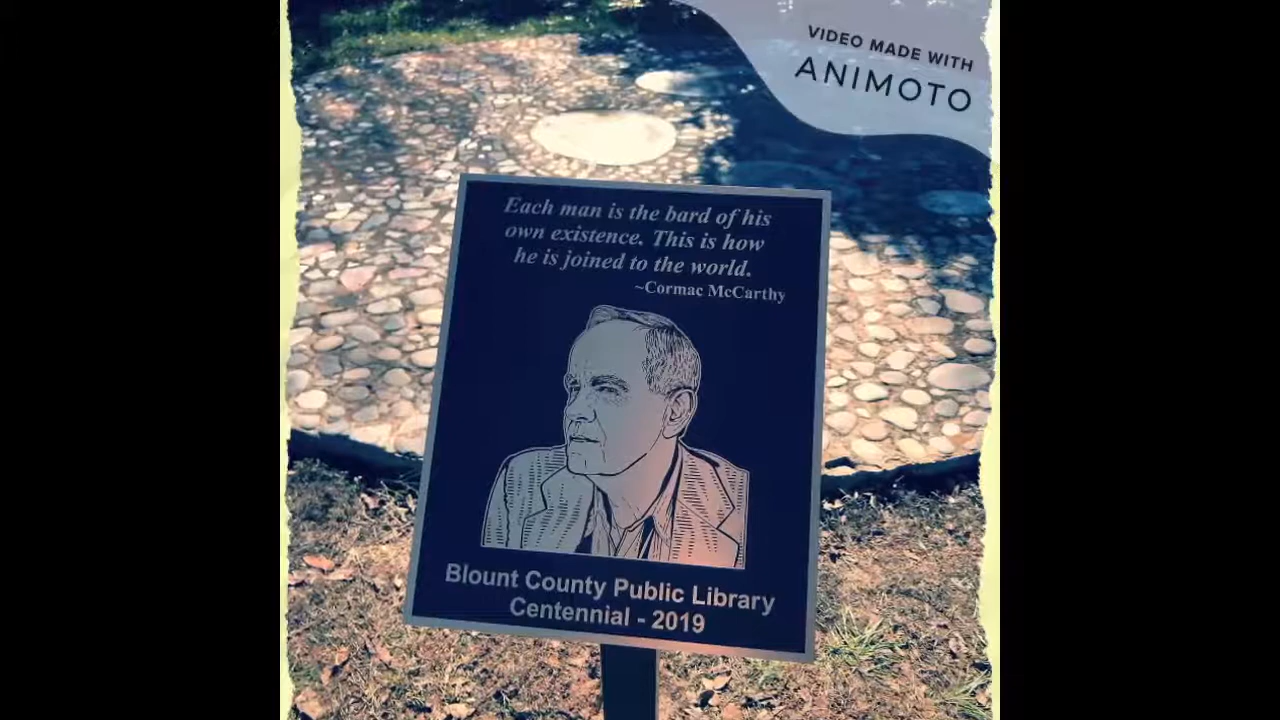 VIDEO MADE WITH
ANIMOTO
Each man is the bard of his
own existence. This is how
he is joined to the world.
~Cormac McCarthy
Blount County Public Library
Centennial - 2019